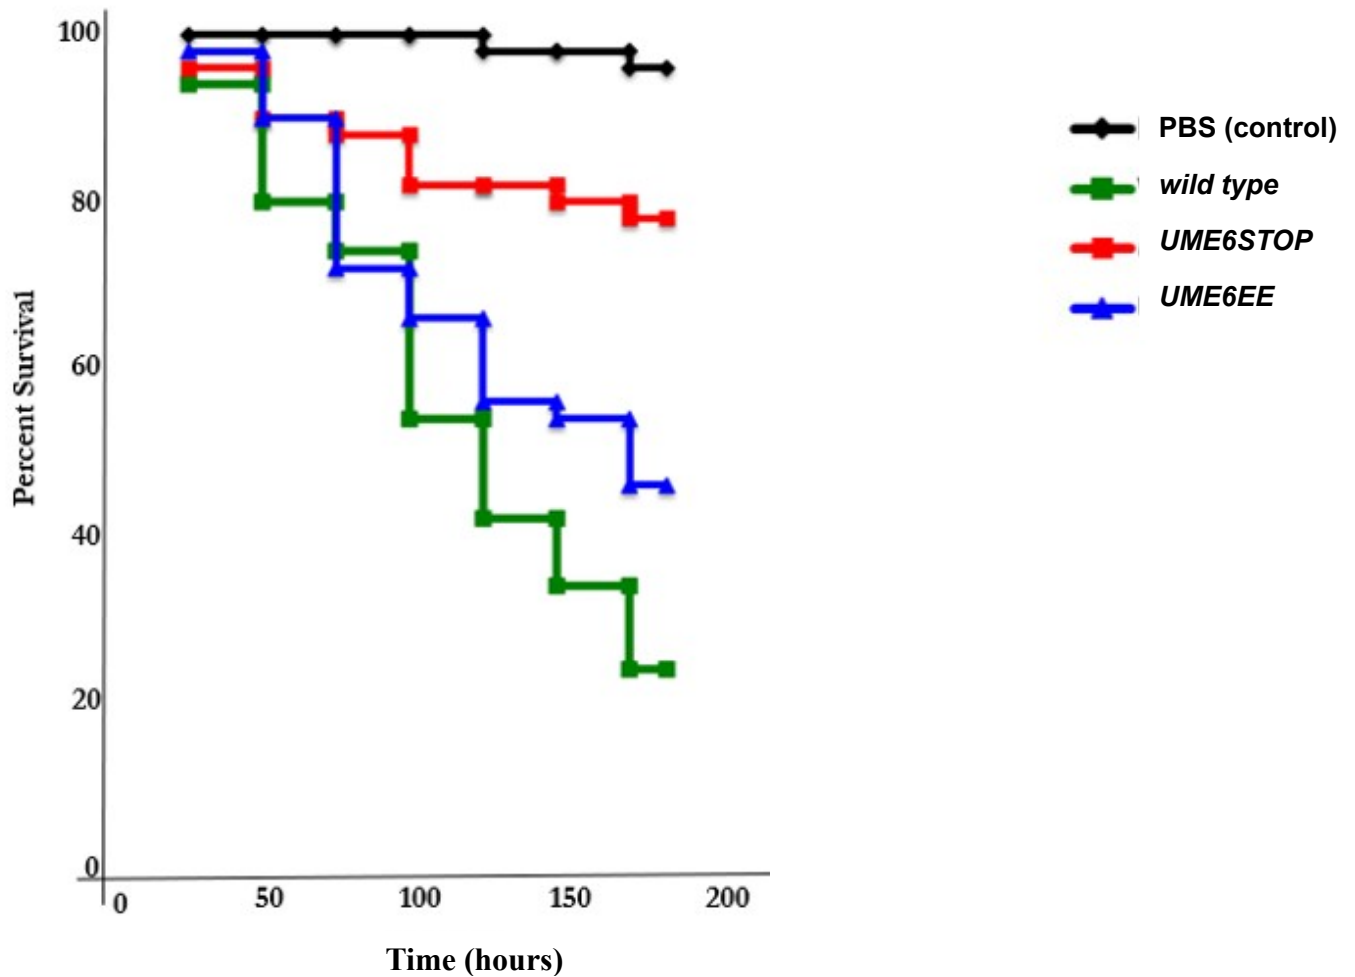 100
80
60
40
20
0
Percent Survival
0 50 100 150 200
Time (hours)
PBS (control)
wild type
UME6STOP
UME6EE